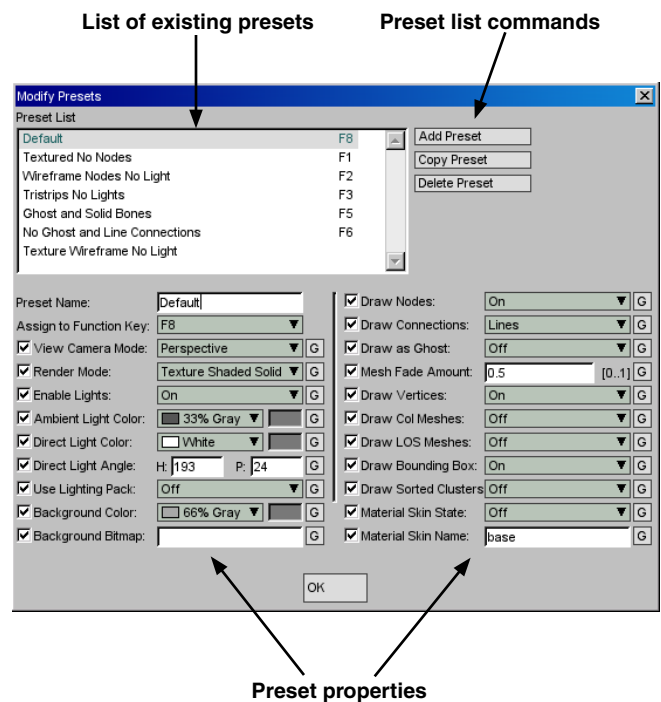 List of existing presets
Preset list commands
Modify Presets
Preset List
Default F8
Textured No Nodes F1
Wireframe Nodes No Light F2
Tristrips No Lights F3
Ghost and Solid Bones F5
No Ghost and Line Connections F6
Texture Wireframe No Light
Add Preset
Copy Preset
Delete Preset
Preset Name: Default
Assign to Function Key: F8
View Camera Mode: Perspective G
Render Mode: Texture Shaded Solid G
Enable Lights: On G
Ambient Light Color: 33% Gray G
Direct Light Color: White G
Direct Light Angle: H: 193 P: 24 G
Use Lighting Pack: Off G
Background Color: 66% Gray G
Background Bitmap: G
Draw Nodes: On G
Draw Connections: Lines G
Draw as Ghost: Off G
Mesh Fade Amount: 0.5 [0..1] G
Draw Vertices: On G
Draw Col Meshes: Off G
Draw LOS Meshes: Off G
Draw Bounding Box: On G
Draw Sorted Clusters Off G
Material Skin State: Off G
Material Skin Name: base G
OK
Preset properties